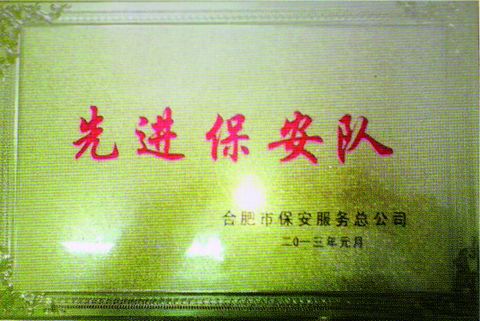 先进保安队
合肥市保安服务总公司
二〇一三年元月